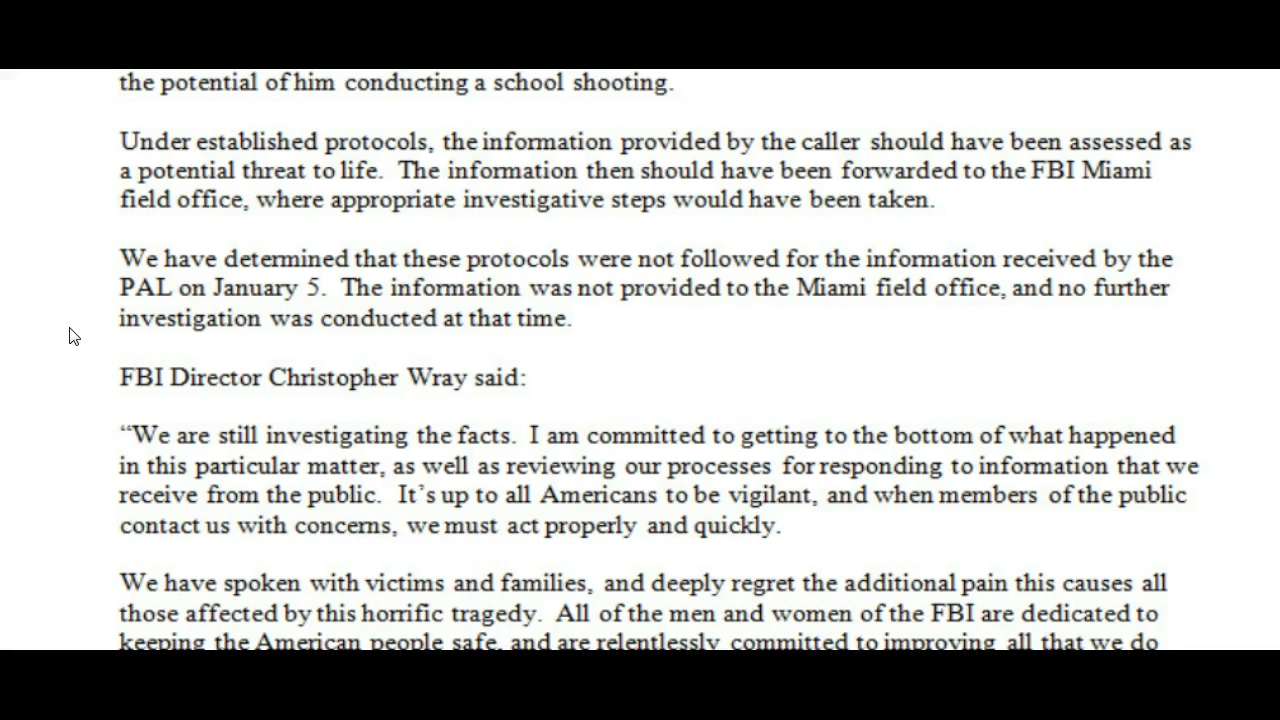 the potential of him conducting a school shooting.
Under established protocols, the information provided by the caller should have been assessed as
a potential threat to life. The information then should have been forwarded to the FBI Miami
field office, where appropriate investigative steps would have been taken.
We have determined that these protocols were not followed for the information received by the
PAL on January 5. The information was not provided to the Miami field office, and no further
investigation was conducted at that time.
FBI Director Christopher Wray said:
“We are still investigating the facts. I am committed to getting to the bottom of what happened
in this particular matter, as well as reviewing our processes for responding to information that we
receive from the public. It’s up to all Americans to be vigilant, and when members of the public
contact us with concerns, we must act properly and quickly.
We have spoken with victims and families, and deeply regret the additional pain this causes all
those affected by this horrific tragedy. All of the men and women of the FBI are dedicated to
keeping the American people safe, and are relentlessly committed to improving all that we do